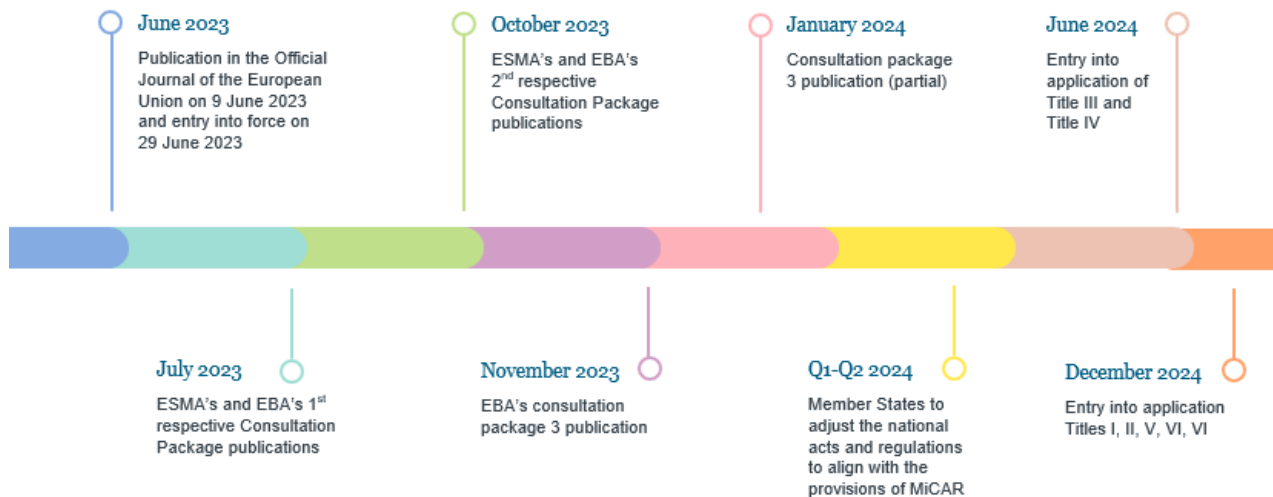 June 2023
Publication in the Official
Journal of the European
Union on 9 June 2023
and entry into force on
29 June 2023
October 2023
ESMA's and EBA's
2nd respective
Consultation Package
publications
January 2024
Consultation package
3 publication (partial)
June 2024
Entry into
application of
Title III and
Title IV
July 2023
ESMA's and EBA's 1st
respective Consultation
Package publications
November 2023
EBA's consultation
package 3 publication
Q1-Q2 2024
Member States to
adjust the national
acts and regulations
to align with the
provisions of MiCAR
December 2024
Entry into application
Titles I, II, V, VI, VI